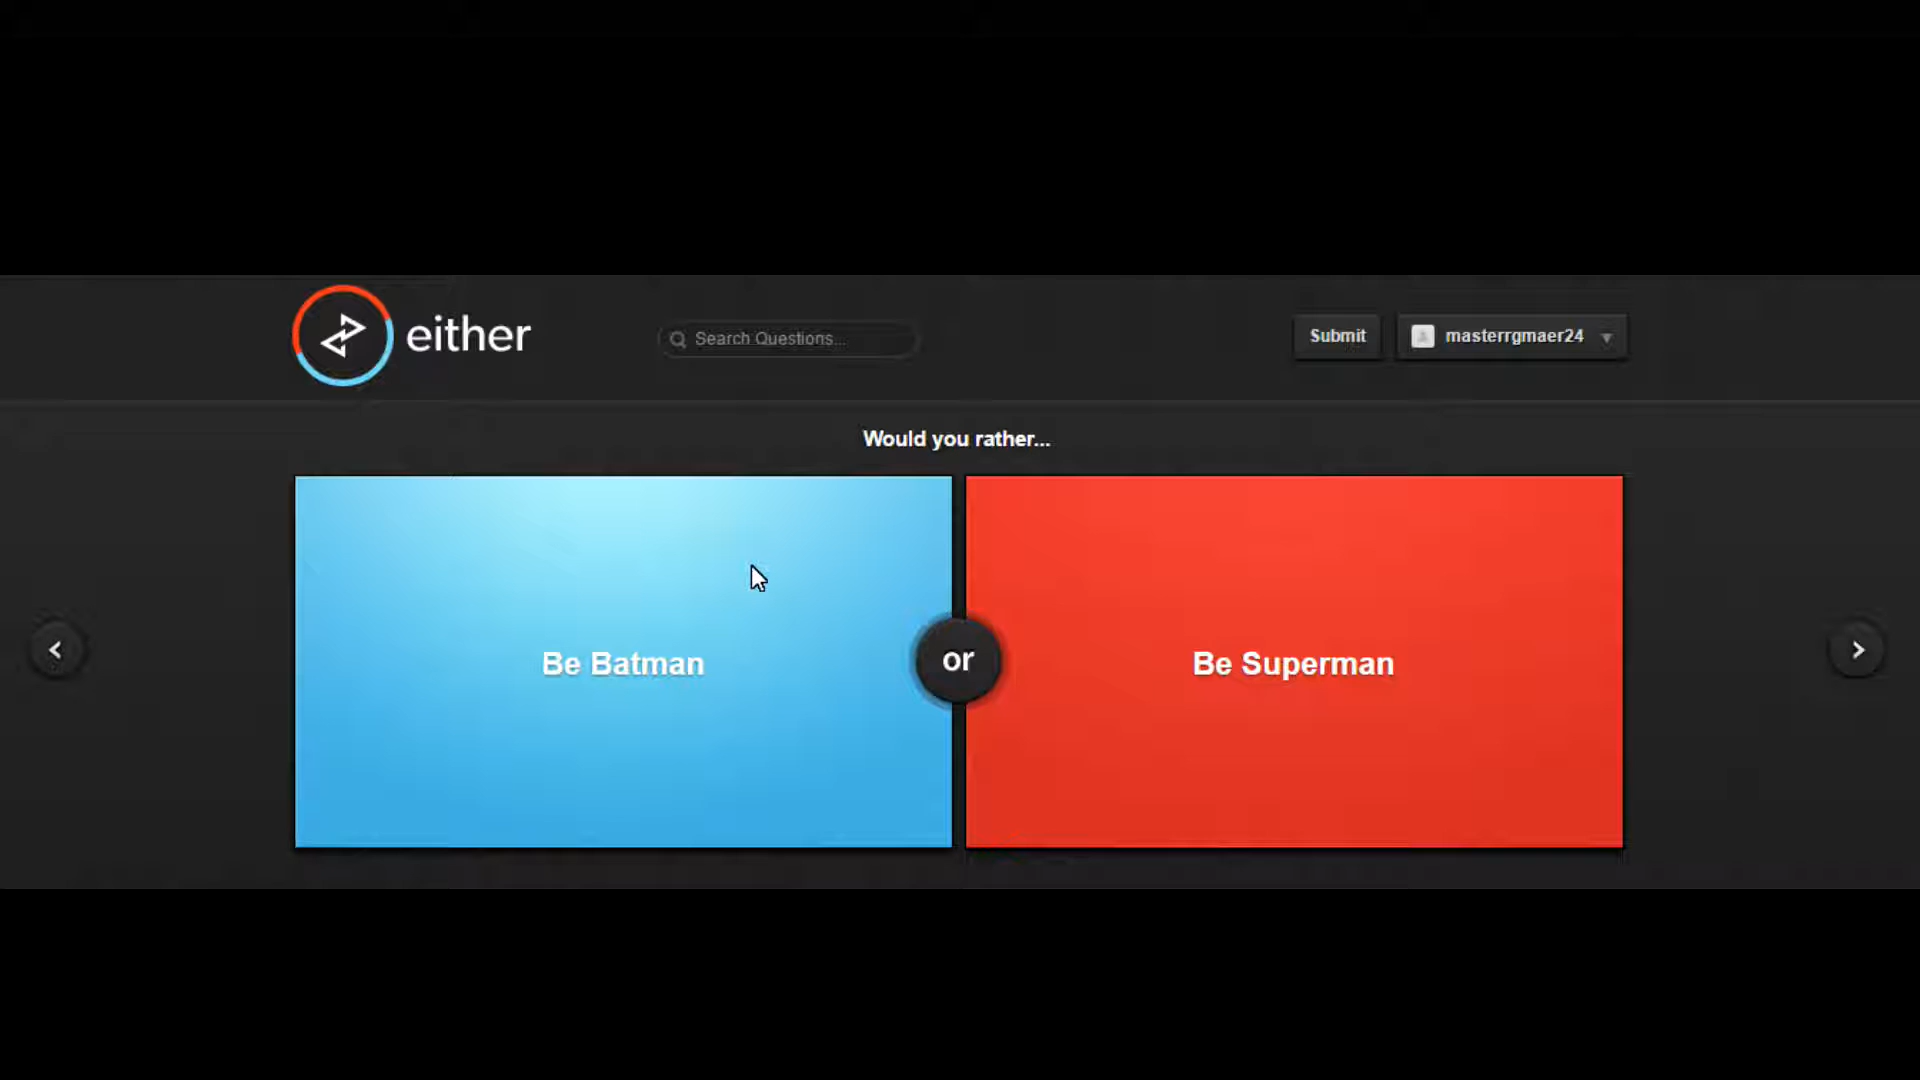 either
Search Questions...
Submit
masterrgmaer24
Would you rather...
Be Batman
or
Be Superman